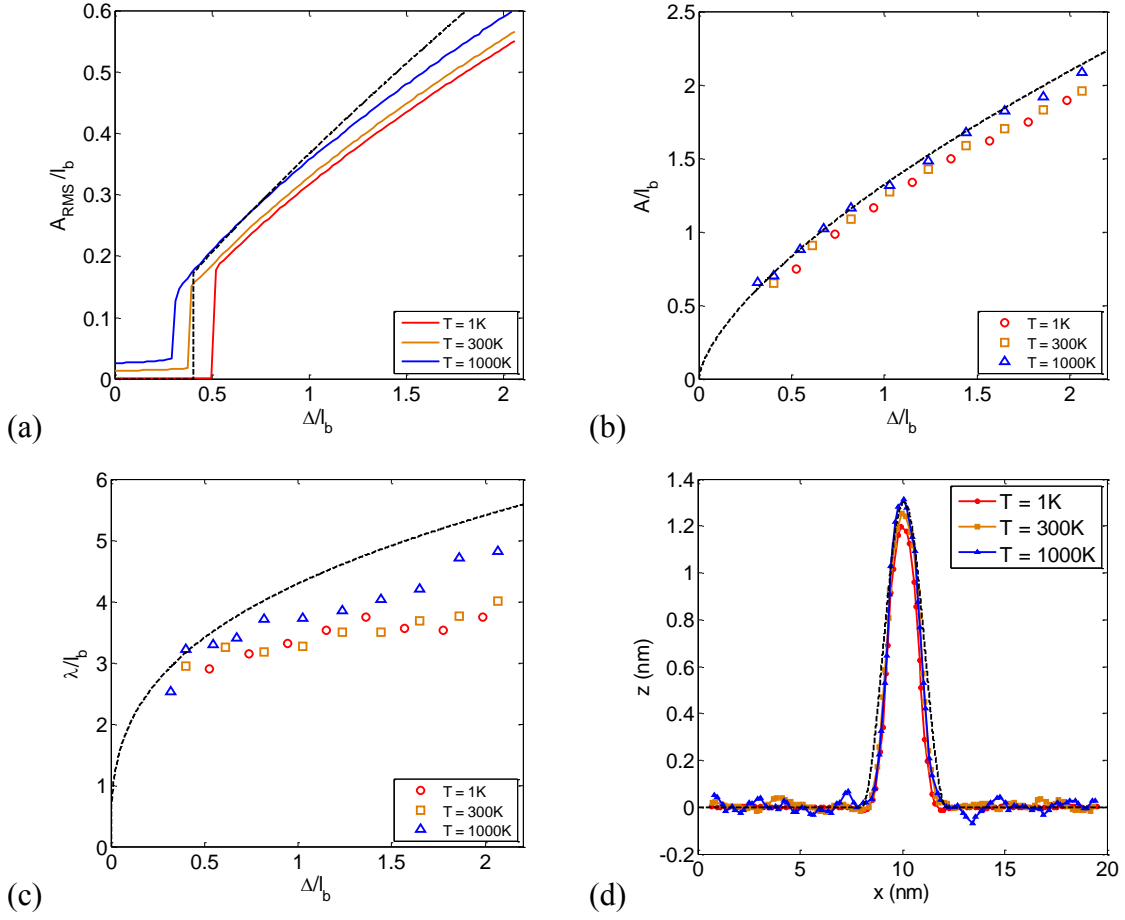 0.6
0.5
0.4
0.3
0.2
0.1
0
0 0.5 1 1.5 2
A_RMS/l_b
Δ/l_b
T = 1K
T = 300K
T = 1000K
(a)
2.5
2
1.5
1
0.5
0
0 0.5 1 1.5 2
A/l_b
Δ/l_b
T = 1K
T = 300K
T = 1000K
(b)
6
5
4
3
2
1
0
0 0.5 1 1.5 2
λ/l_b
Δ/l_b
T = 1K
T = 300K
T = 1000K
(c)
1.4
1.2
1
0.8
0.6
0.4
0.2
0
-0.2
0 5 10 15 20
z (nm)
x (nm)
T = 1K
T = 300K
T = 1000K
(d)